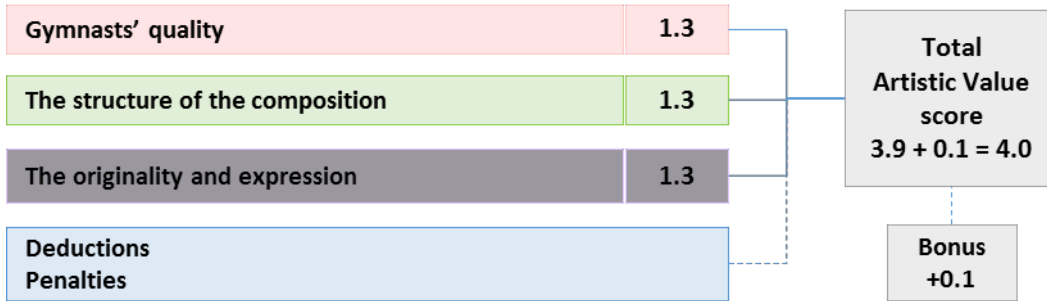 Gymnasts’ quality
1.3
The structure of the composition
1.3
The originality and expression
1.3
Deductions
Penalties
Total
Artistic Value
score
3.9 + 0.1 = 4.0
Bonus
+0.1